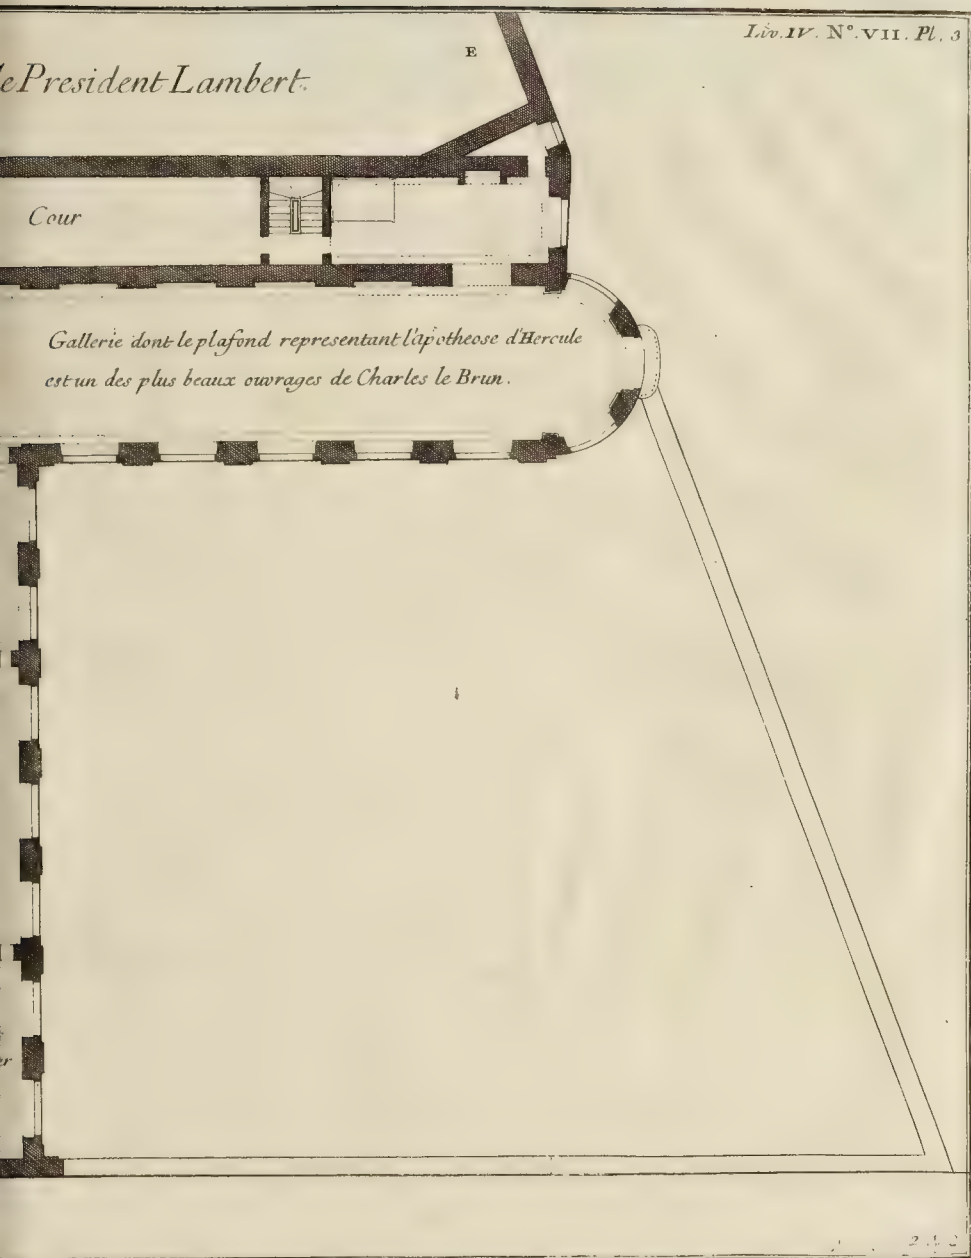 Liv. IV. N°. VII. Pl. 3
E
le President Lambert.
Cour
Gallerie dont le plafond representant l'apotheose d'Hercule
est un des plus beaux ouvrages de Charles le Brun.